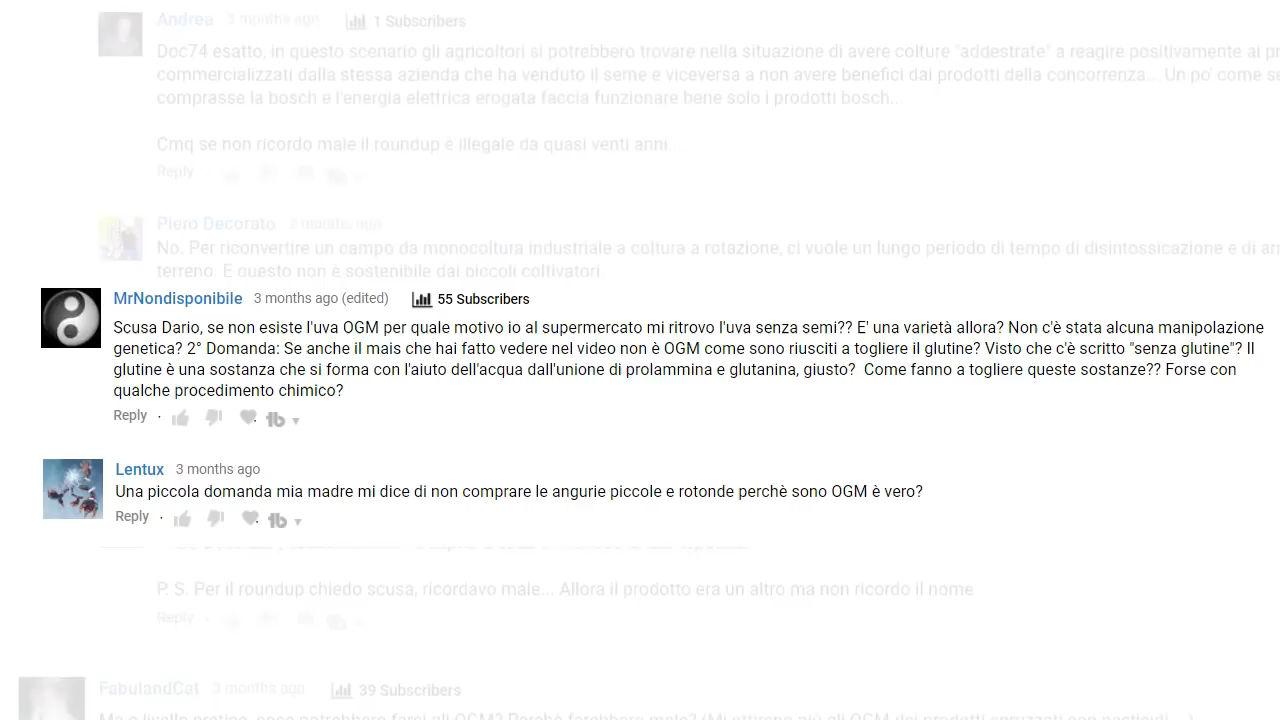 Andrea 3 months ago 1 Subscribers
Doc74 esatto, in questo scenario gli agricoltori si potrebbero trovare nella situazione di avere colture "addestrate" a reagire positivamente ai
commercializzati dalla stessa azienda che ha venduto il seme e viceversa a non avere benefici dai prodotti della concorrenza... Un po' come
comprasse la bosch e l'energia elettrica erogata faccia funzionare bene solo i prodotti bosch...
Cmq se non ricordo male il roundup è illegale da quasi venti anni...
Reply
Piero Decorato 3 months ago
No. Per riconvertire un campo da monocoltura industriale a coltura a rotazione, ci vuole un lungo periodo di tempo di disintossicazione e di
terreno. E questo non è sostenibile dai piccoli coltivatori.
MrNondisponibile 3 months ago (edited) 55 Subscribers
Scusa Dario, se non esiste l'uva OGM per quale motivo io al supermercato mi ritrovo l'uva senza semi?? E' una varietà allora? Non c'è stata alcuna manipolazione
genetica? 2° Domanda: Se anche il mais che hai fatto vedere nel video non è OGM come sono riusciti a togliere il glutine? Visto che c'è scritto "senza glutine"? Il
glutine è una sostanza che si forma con l'aiuto dell'acqua dall'unione di prolammina e glutanina, giusto? Come fanno a togliere queste sostanze?? Forse con
qualche procedimento chimico?
Reply ·
Lentux 3 months ago
Una piccola domanda mia madre mi dice di non comprare le angurie piccole e rotonde perchè sono OGM è vero?
Reply ·
P. S. Per il roundup chiedo scusa, ricordavo male... Allora il prodotto era un altro ma non ricordo il nome
Reply
FabulandCat 3 months ago 39 Subscribers